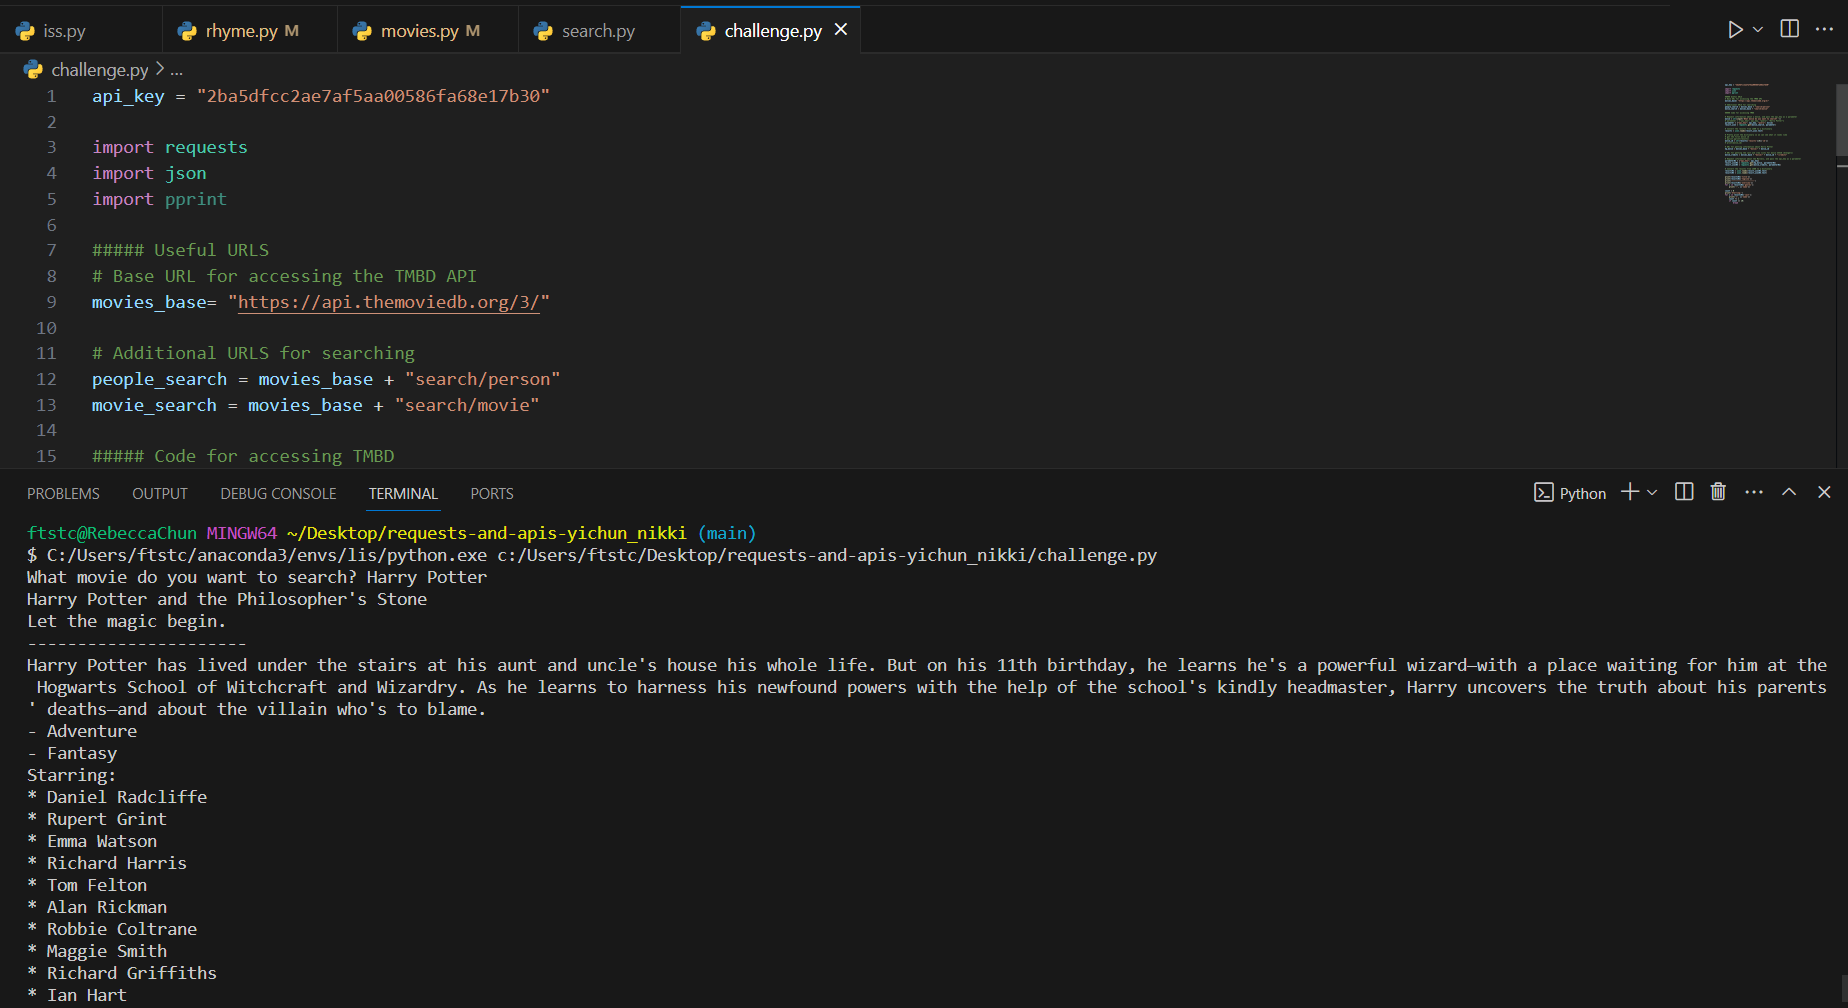 iss.py
rhyme.py M
movies.py M
search.py
challenge.py
challenge.py > ...
1 api_key = "2ba5dfcc2ae7af5aa00586fa68e17b30"
2
3 import requests
4 import json
5 import pprint
6
7 ##### Useful URLS
8 # Base URL for accessing the TMBD API
9 movies_base= "https://api.themoviedb.org/3/"
10
11 # Additional URLS for searching
12 people_search = movies_base + "search/person"
13 movie_search = movies_base + "search/movie"
14
15 ##### Code for accessing TMBD
PROBLEMS OUTPUT DEBUG CONSOLE TERMINAL PORTS
Python
ftstc@RebeccaChun MINGW64 ~/Desktop/requests-and-apis-yichun_nikki (main)
$ C:/Users/ftstc/anaconda3/envs/lis/python.exe c:/Users/ftstc/Desktop/requests-and-apis-yichun_nikki/challenge.py
What movie do you want to search? Harry Potter
Harry Potter and the Philosopher's Stone
Let the magic begin.
----------------------
Harry Potter has lived under the stairs at his aunt and uncle's house his whole life. But on his 11th birthday, he learns he's a powerful wizard—with a place waiting for him at the
Hogwarts School of Witchcraft and Wizardry. As he learns to harness his newfound powers with the help of the school's kindly headmaster, Harry uncovers the truth about his parents
' deaths—and about the villain who's to blame.
- Adventure
- Fantasy
Starring:
* Daniel Radcliffe
* Rupert Grint
* Emma Watson
* Richard Harris
* Tom Felton
* Alan Rickman
* Robbie Coltrane
* Maggie Smith
* Richard Griffiths
* Ian Hart